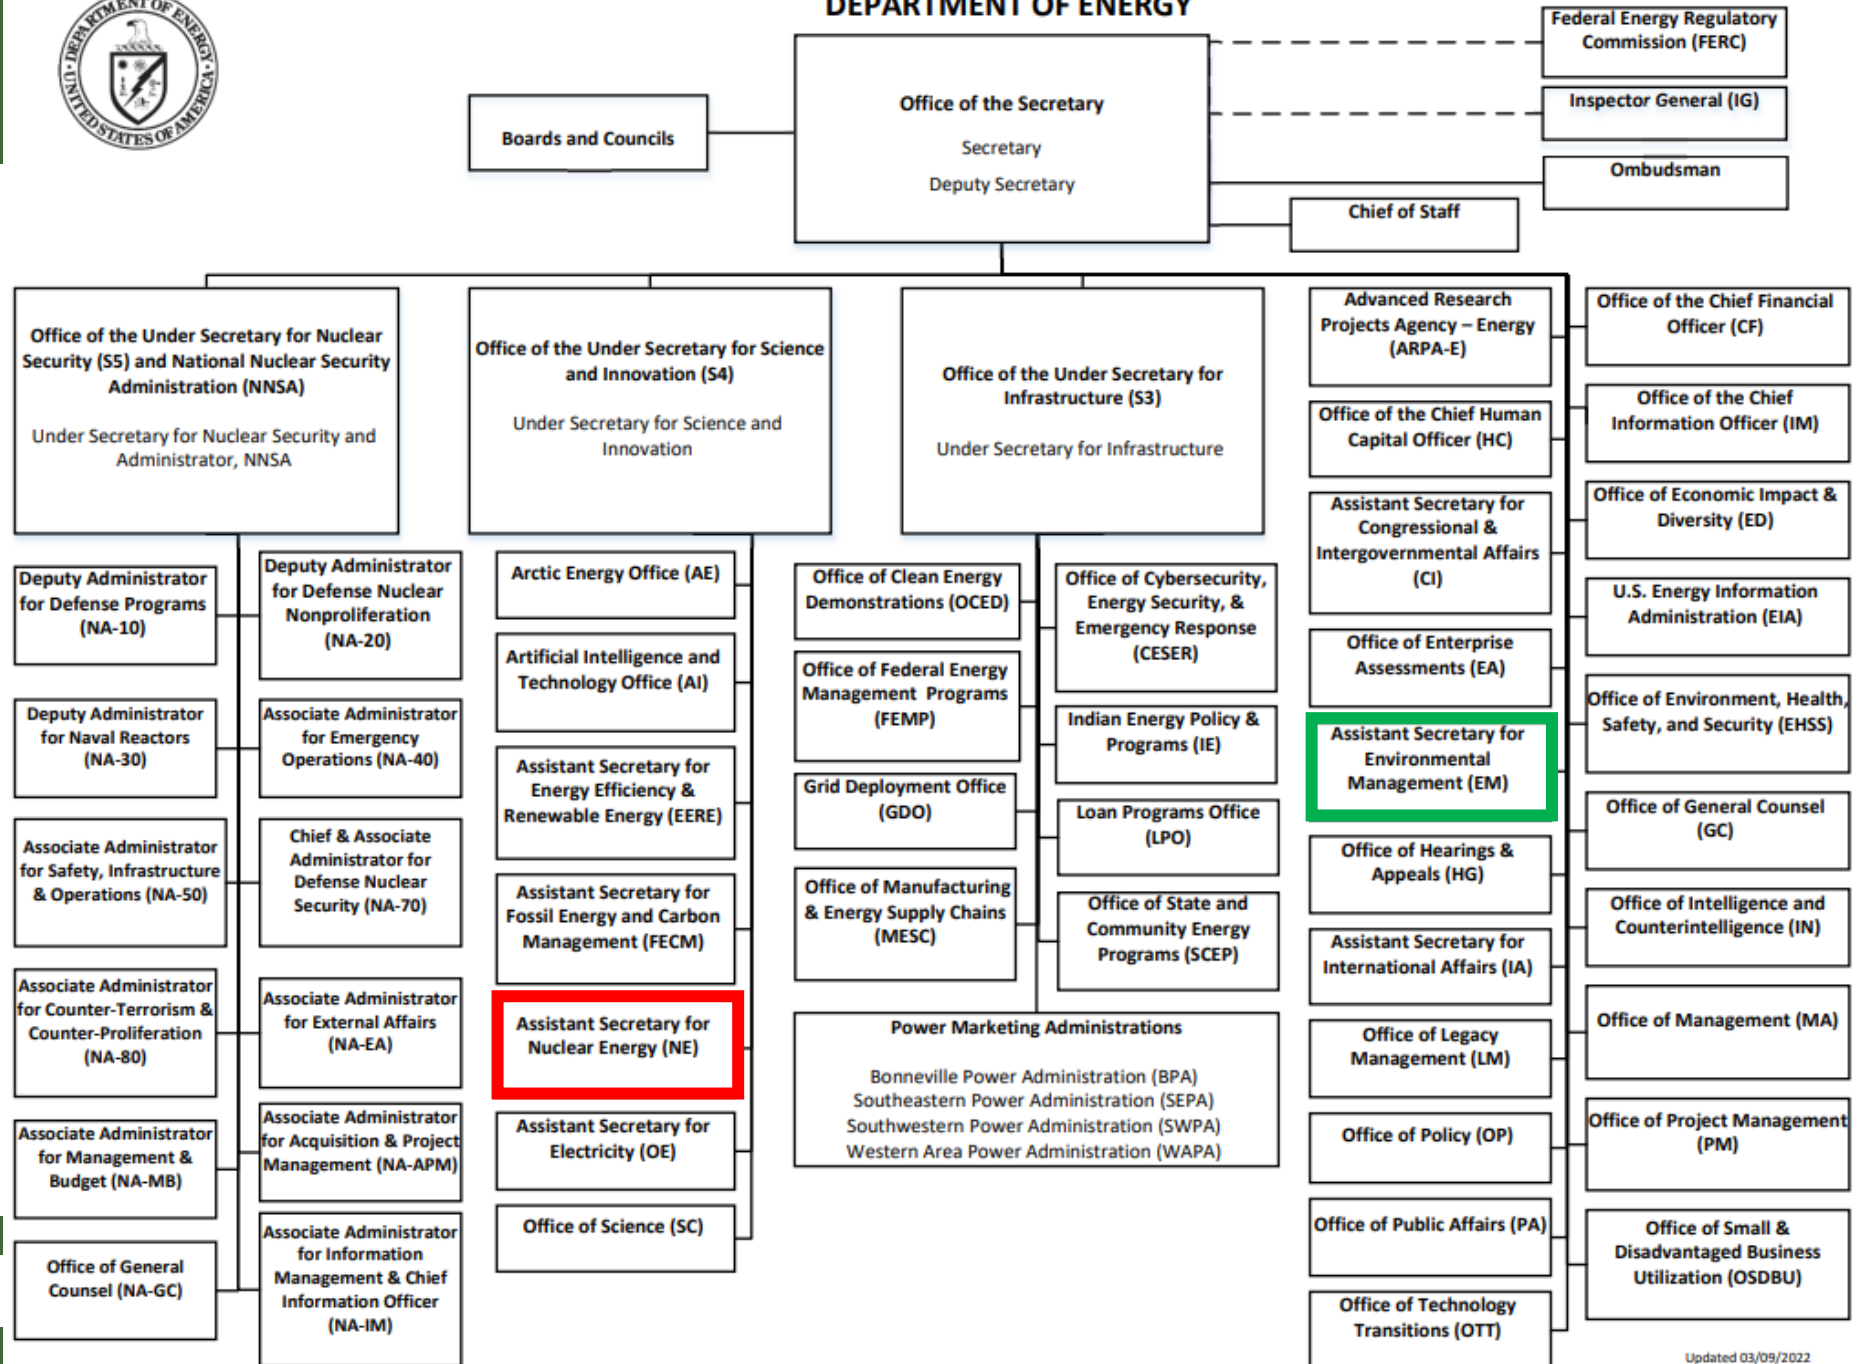 DEPARTMENT OF ENERGY
UNITED STATES OF AMERICA
DEPARTMENT OF ENERGY
Federal Energy Regulatory
Commission (FERC)
Inspector General (IG)
Ombudsman
Chief of Staff
Boards and Councils
Office of the Secretary
Secretary
Deputy Secretary
Office of the Under Secretary for Nuclear
Security (S5) and National Nuclear Security
Administration (NNSA)
Under Secretary for Nuclear Security and
Administrator, NNSA
Deputy Administrator
for Defense Programs
(NA-10)
Deputy Administrator
for Defense Nuclear
Nonproliferation
(NA-20)
Deputy Administrator
for Naval Reactors
(NA-30)
Associate Administrator
for Emergency
Operations (NA-40)
Associate Administrator
for Safety, Infrastructure
& Operations (NA-50)
Chief & Associate
Administrator for
Defense Nuclear
Security (NA-70)
Associate Administrator
for Counter-Terrorism &
Counter-Proliferation
(NA-80)
Associate Administrator
for External Affairs
(NA-EA)
Associate Administrator
for Management &
Budget (NA-MB)
Associate Administrator
for Acquisition & Project
Management (NA-APM)
Office of General
Counsel (NA-GC)
Associate Administrator
for Information
Management & Chief
Information Officer
(NA-IM)
Office of the Under Secretary for Science
and Innovation (S4)
Under Secretary for Science and
Innovation
Arctic Energy Office (AE)
Artificial Intelligence and
Technology Office (AI)
Assistant Secretary for
Energy Efficiency &
Renewable Energy (EERE)
Assistant Secretary for
Fossil Energy and Carbon
Management (FECM)
Assistant Secretary for
Nuclear Energy (NE)
Assistant Secretary for
Electricity (OE)
Office of Science (SC)
Office of the Under Secretary for
Infrastructure (S3)
Under Secretary for Infrastructure
Office of Clean Energy
Demonstrations (OCED)
Office of Cybersecurity,
Energy Security, &
Emergency Response
(CESER)
Office of Federal Energy
Management Programs
(FEMP)
Indian Energy Policy &
Programs (IE)
Grid Deployment Office
(GDO)
Loan Programs Office
(LPO)
Office of Manufacturing
& Energy Supply Chains
(MESC)
Office of State and
Community Energy
Programs (SCEP)
Power Marketing Administrations
Bonneville Power Administration (BPA)
Southeastern Power Administration (SEPA)
Southwestern Power Administration (SWPA)
Western Area Power Administration (WAPA)
Advanced Research
Projects Agency – Energy
(ARPA-E)
Office of the Chief Financial
Officer (CF)
Office of the Chief Human
Capital Officer (HC)
Office of the Chief
Information Officer (IM)
Assistant Secretary for
Congressional &
Intergovernmental Affairs
(CI)
Office of Economic Impact &
Diversity (ED)
Office of Enterprise
Assessments (EA)
U.S. Energy Information
Administration (EIA)
Assistant Secretary for
Environmental
Management (EM)
Office of Environment, Health,
Safety, and Security (EHSS)
Office of Hearings &
Appeals (HG)
Office of General Counsel
(GC)
Assistant Secretary for
International Affairs (IA)
Office of Intelligence and
Counterintelligence (IN)
Office of Legacy
Management (LM)
Office of Management (MA)
Office of Policy (OP)
Office of Project Management
(PM)
Office of Public Affairs (PA)
Office of Small &
Disadvantaged Business
Utilization (OSDBU)
Office of Technology
Transitions (OTT)
Updated 03/09/2022